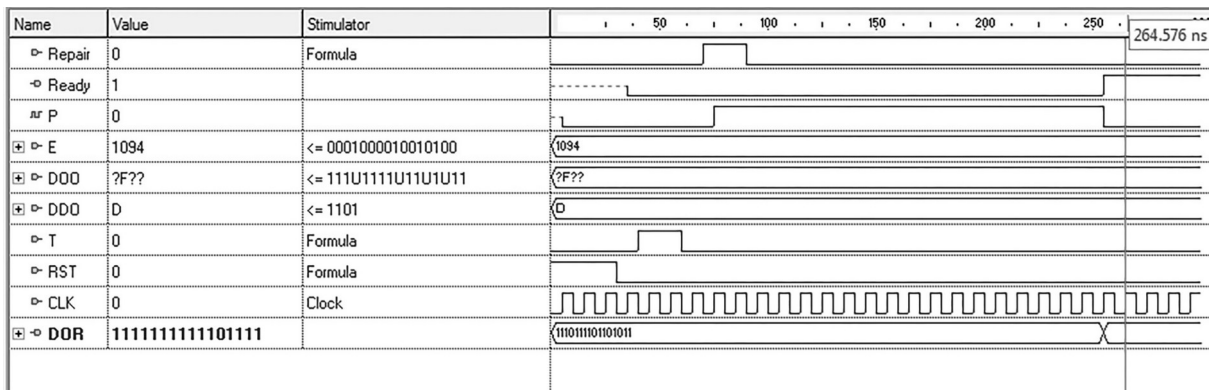 Name Value Stimulator 50 100 150 200 250
264.576 ns
Repair 0 Formula
Ready 1
P 0
E 1094 <= 0001000010010100 1094
DOO ?F?? <= 111U1111U11U1U11 ?F??
DDO D <= 1101 D
T 0 Formula
RST 0 Formula
CLK 0 Clock
DOR 1111111111101111 1110111101101011